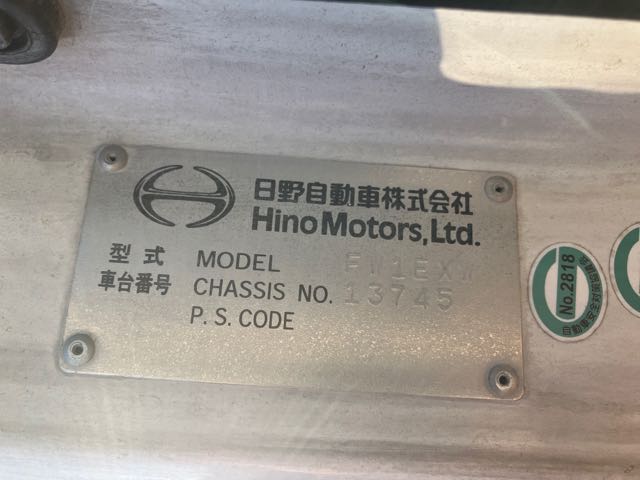 日野自動車株式会社
Hino Motors, Ltd.
型式 MODEL FW1EXW
車台番号 CHASSIS NO. 13745
P. S. CODE
No.2818